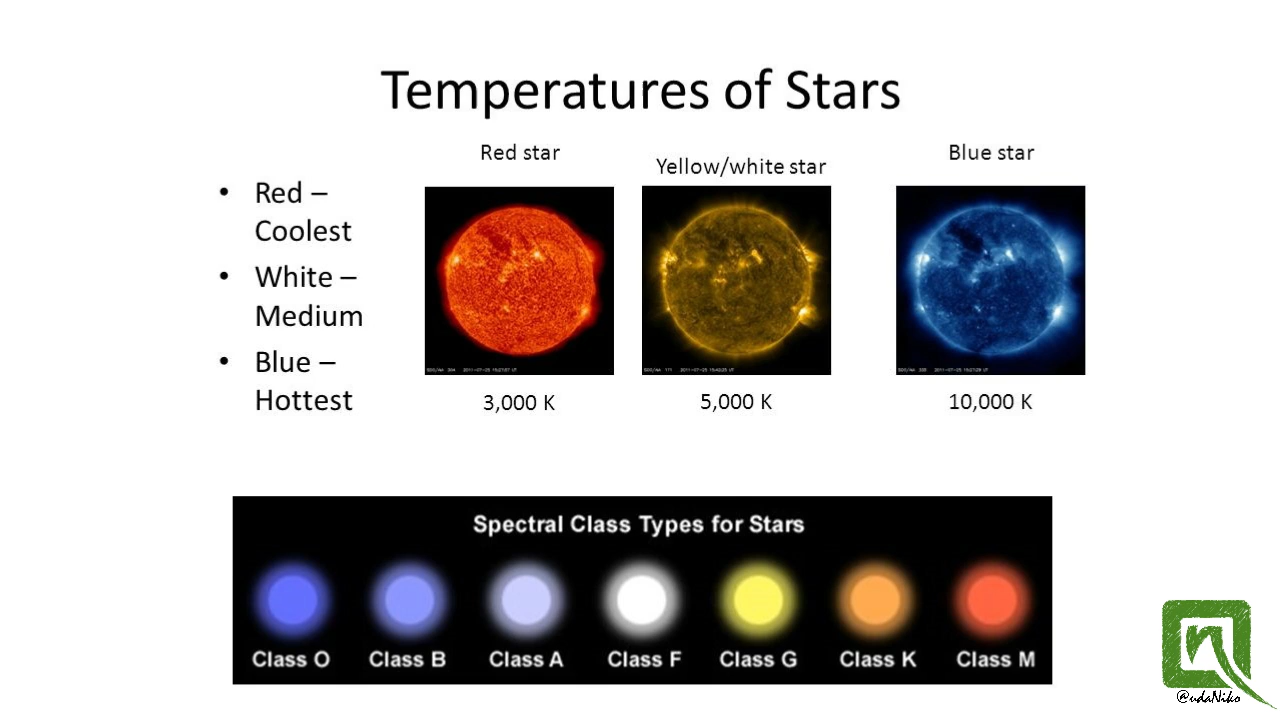 Temperatures of Stars
• Red –
Coolest
• White –
Medium
• Blue –
Hottest
Red star
Yellow/white star
Blue star
3,000 K
5,000 K
10,000 K
Spectral Class Types for Stars
Class O Class B Class A Class F Class G Class K Class M
@udaNiko